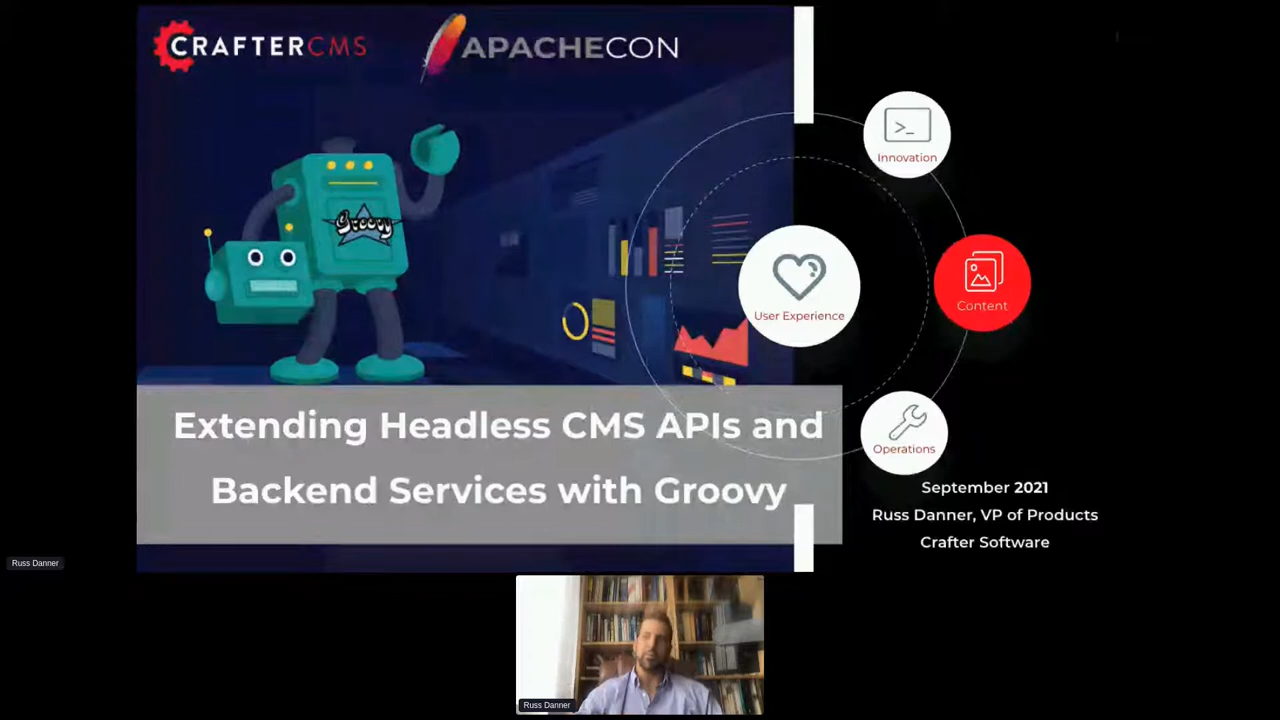 CRAFTERCMS
APACHECON
Innovation
Groovy
User Experience
Content
Extending Headless CMS APIs and
Backend Services with Groovy
Operations
September 2021
Russ Danner, VP of Products
Crafter Software
Russ Danner
Russ Danner